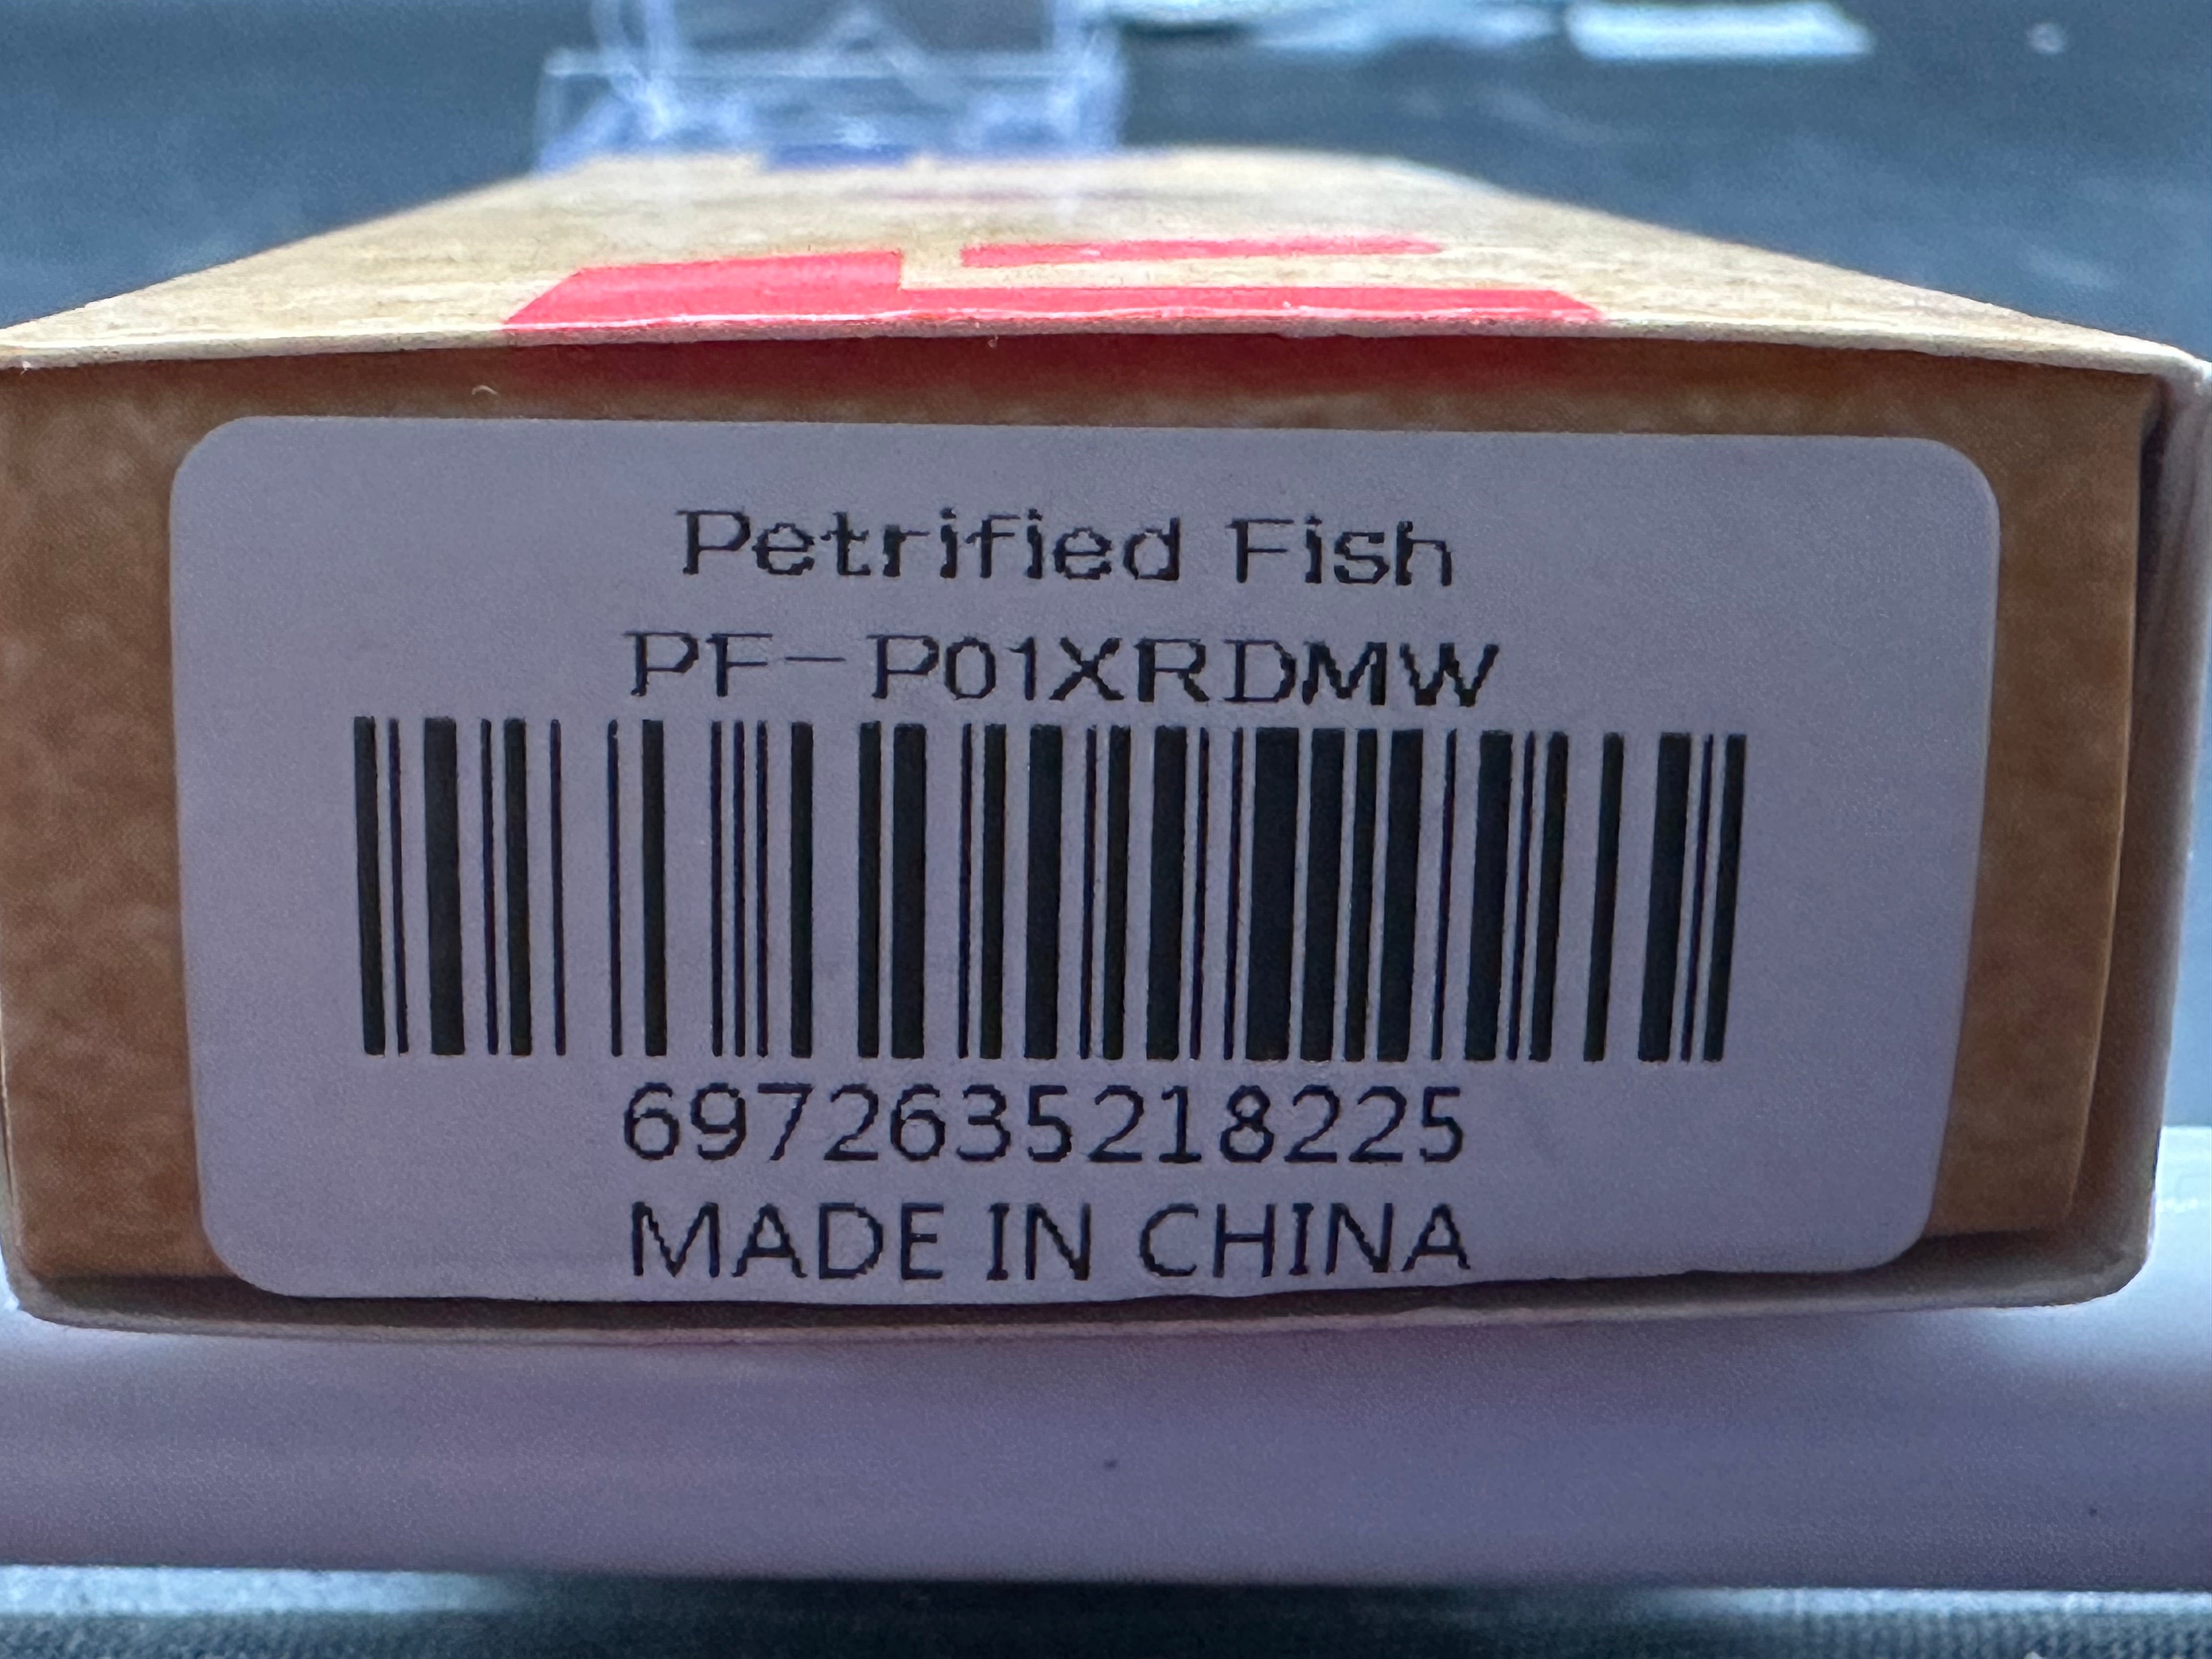 Petrified Fish
PF-P01XRDMW
6972635218225
MADE IN CHINA